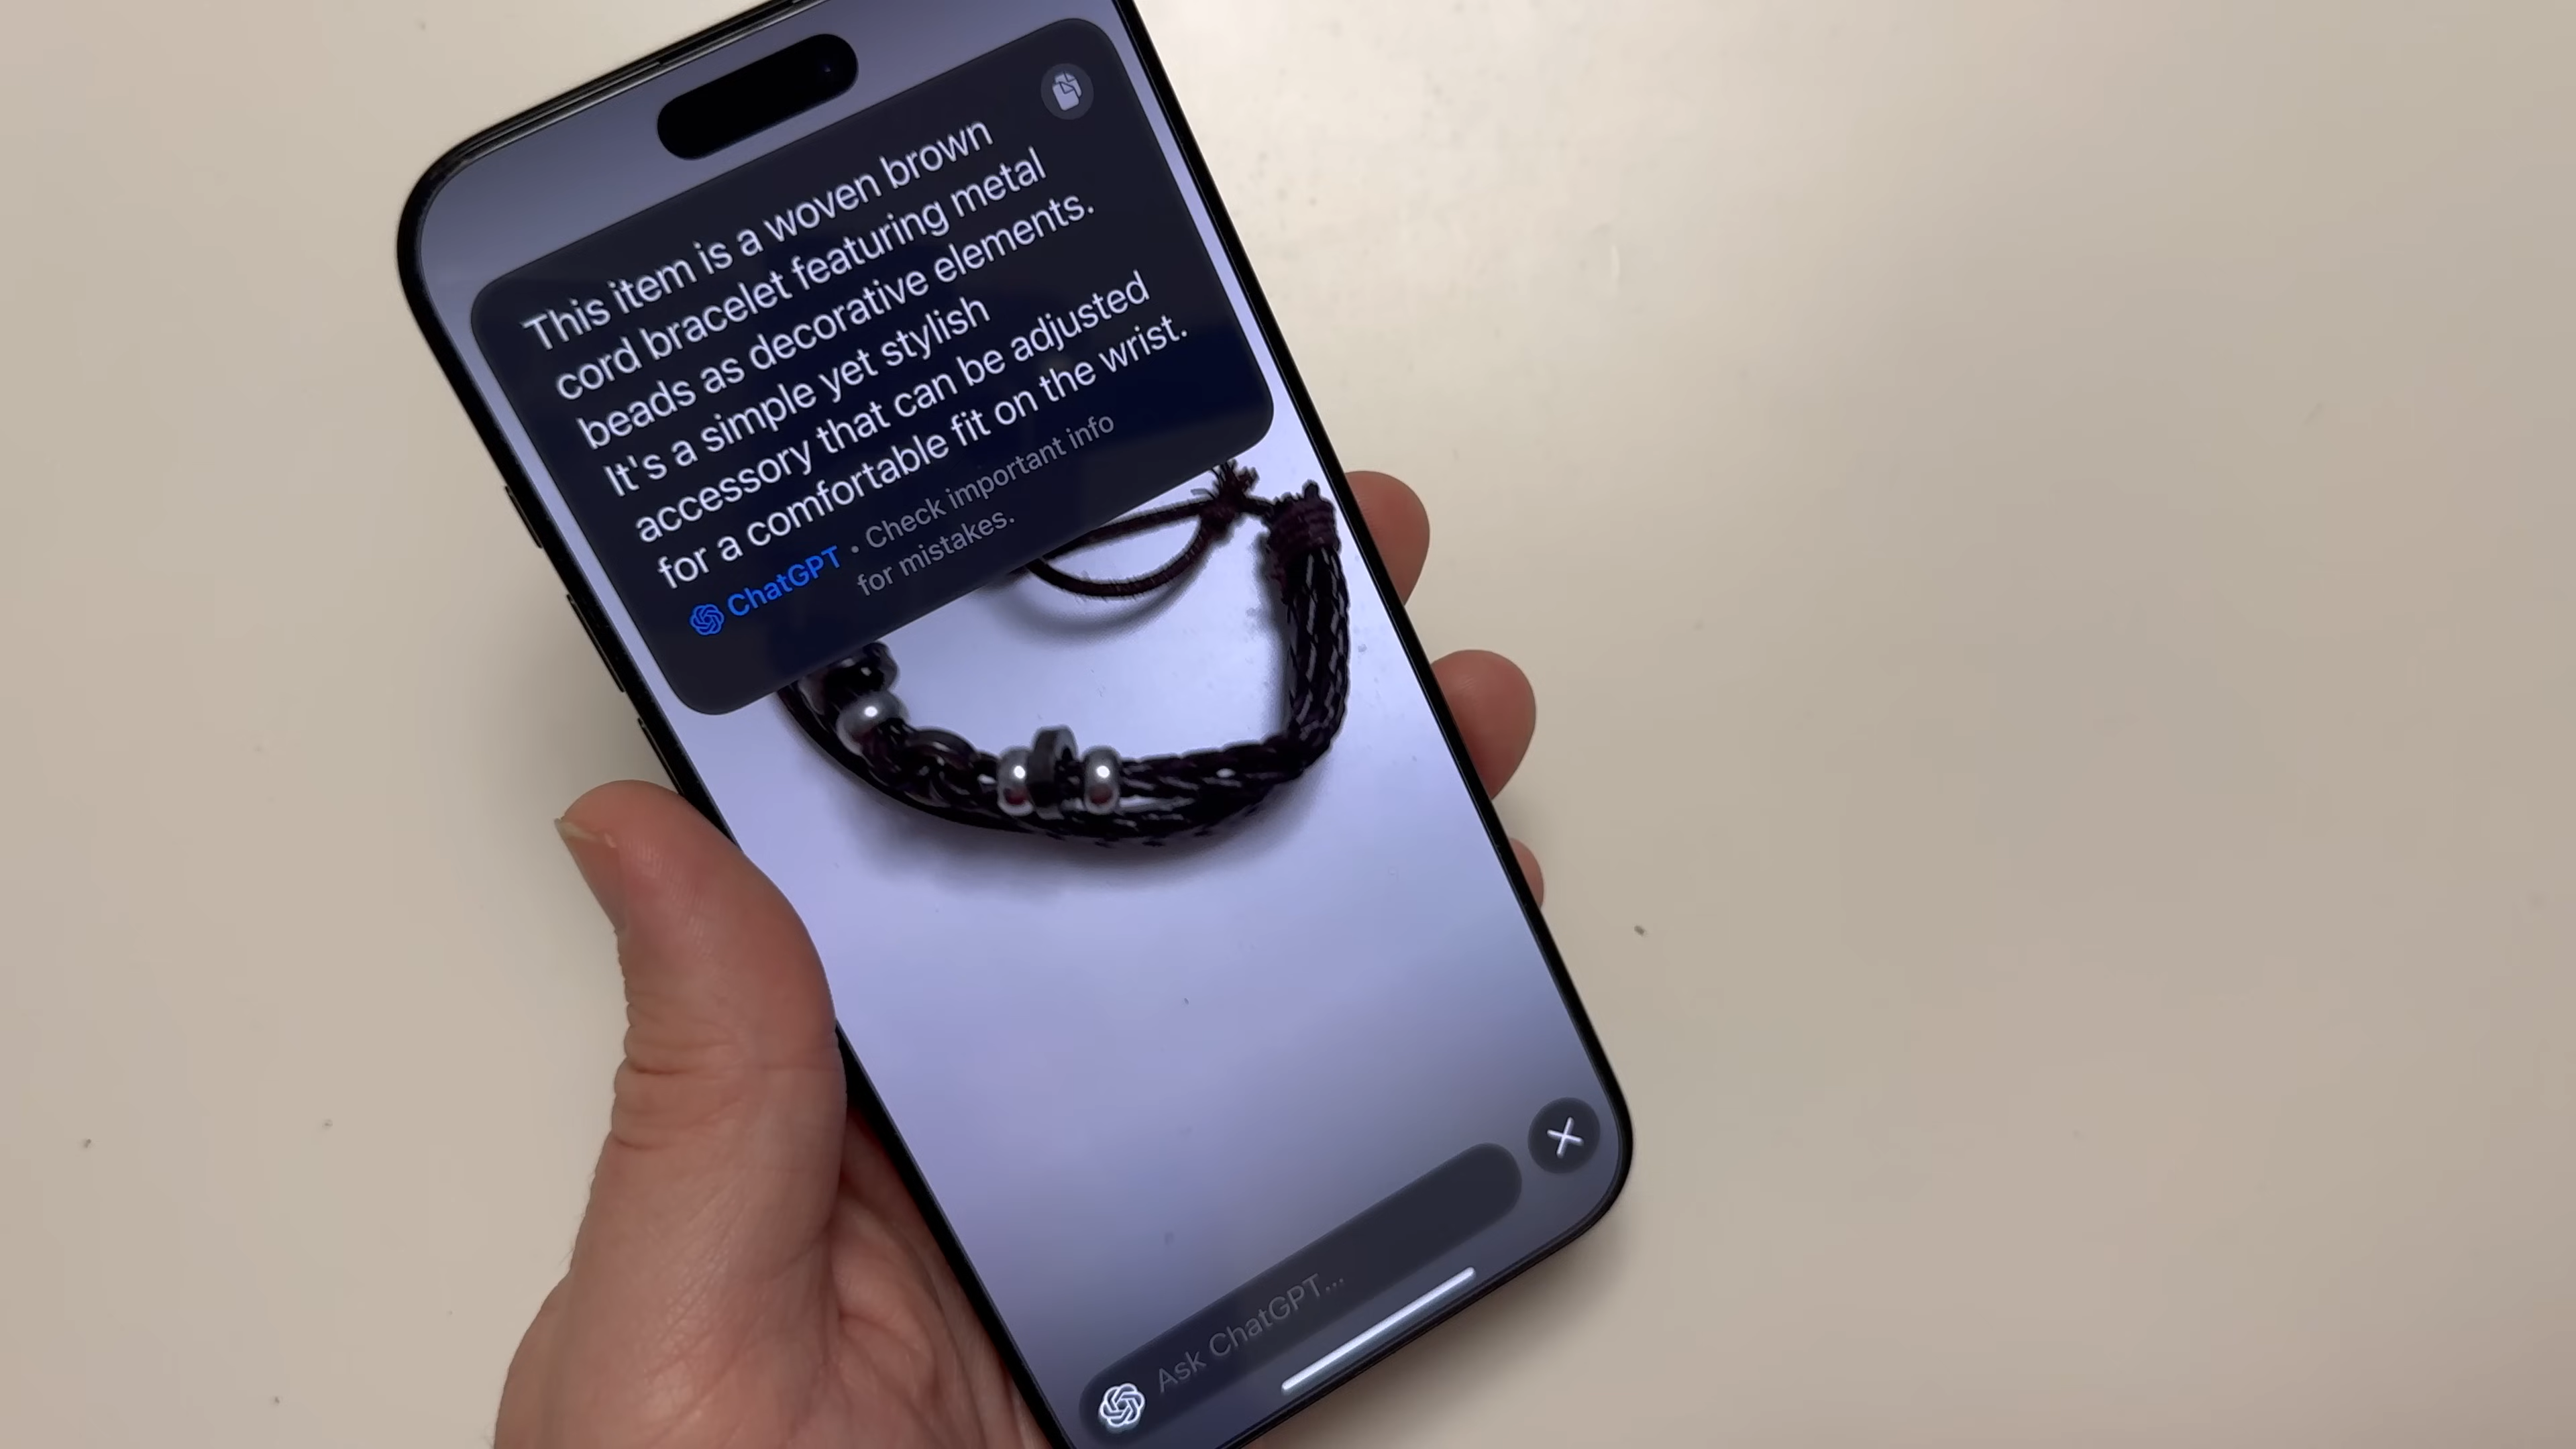 This item is a woven brown
cord bracelet featuring metal
beads as decorative elements.
It's a simple yet stylish
accessory that can be adjusted
for a comfortable fit on the wrist.
ChatGPT • Check important info
for mistakes.
Ask ChatGPT...